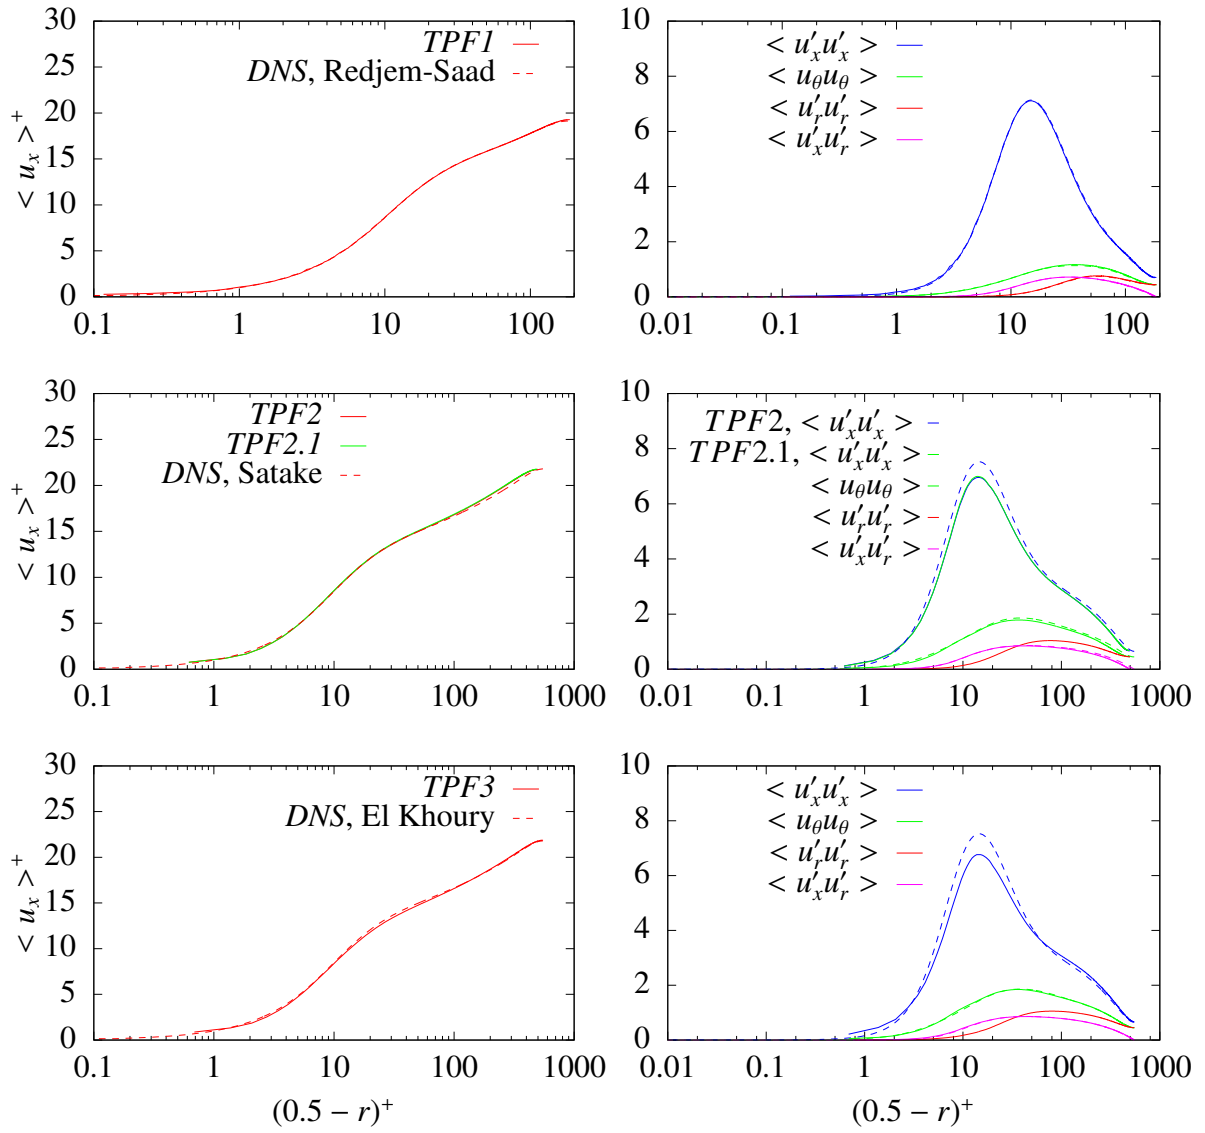 30
25
20
15
10
5
0
0.1
1
10
100
< u_x >^+
TPF1
DNS, Redjem-Saad
10
8
6
4
2
0
0.01
0.1
1
10
100
< u′_x u′_x >
< u_θ u_θ >
< u′_r u′_r >
< u′_x u′_r >
30
25
20
15
10
5
0
0.1
1
10
100
1000
< u_x >^+
TPF2
TPF2.1
DNS, Satake
10
8
6
4
2
0
0.01
0.1
1
10
100
1000
TPF2, < u′_x u′_x >
TPF2.1, < u′_x u′_x >
< u_θ u_θ >
< u′_r u′_r >
< u′_x u′_r >
30
25
20
15
10
5
0
0.1
1
10
100
1000
< u_x >^+
(0.5 − r)^+
TPF3
DNS, El Khoury
10
8
6
4
2
0
0.01
0.1
1
10
100
1000
(0.5 − r)^+
< u′_x u′_x >
< u_θ u_θ >
< u′_r u′_r >
< u′_x u′_r >